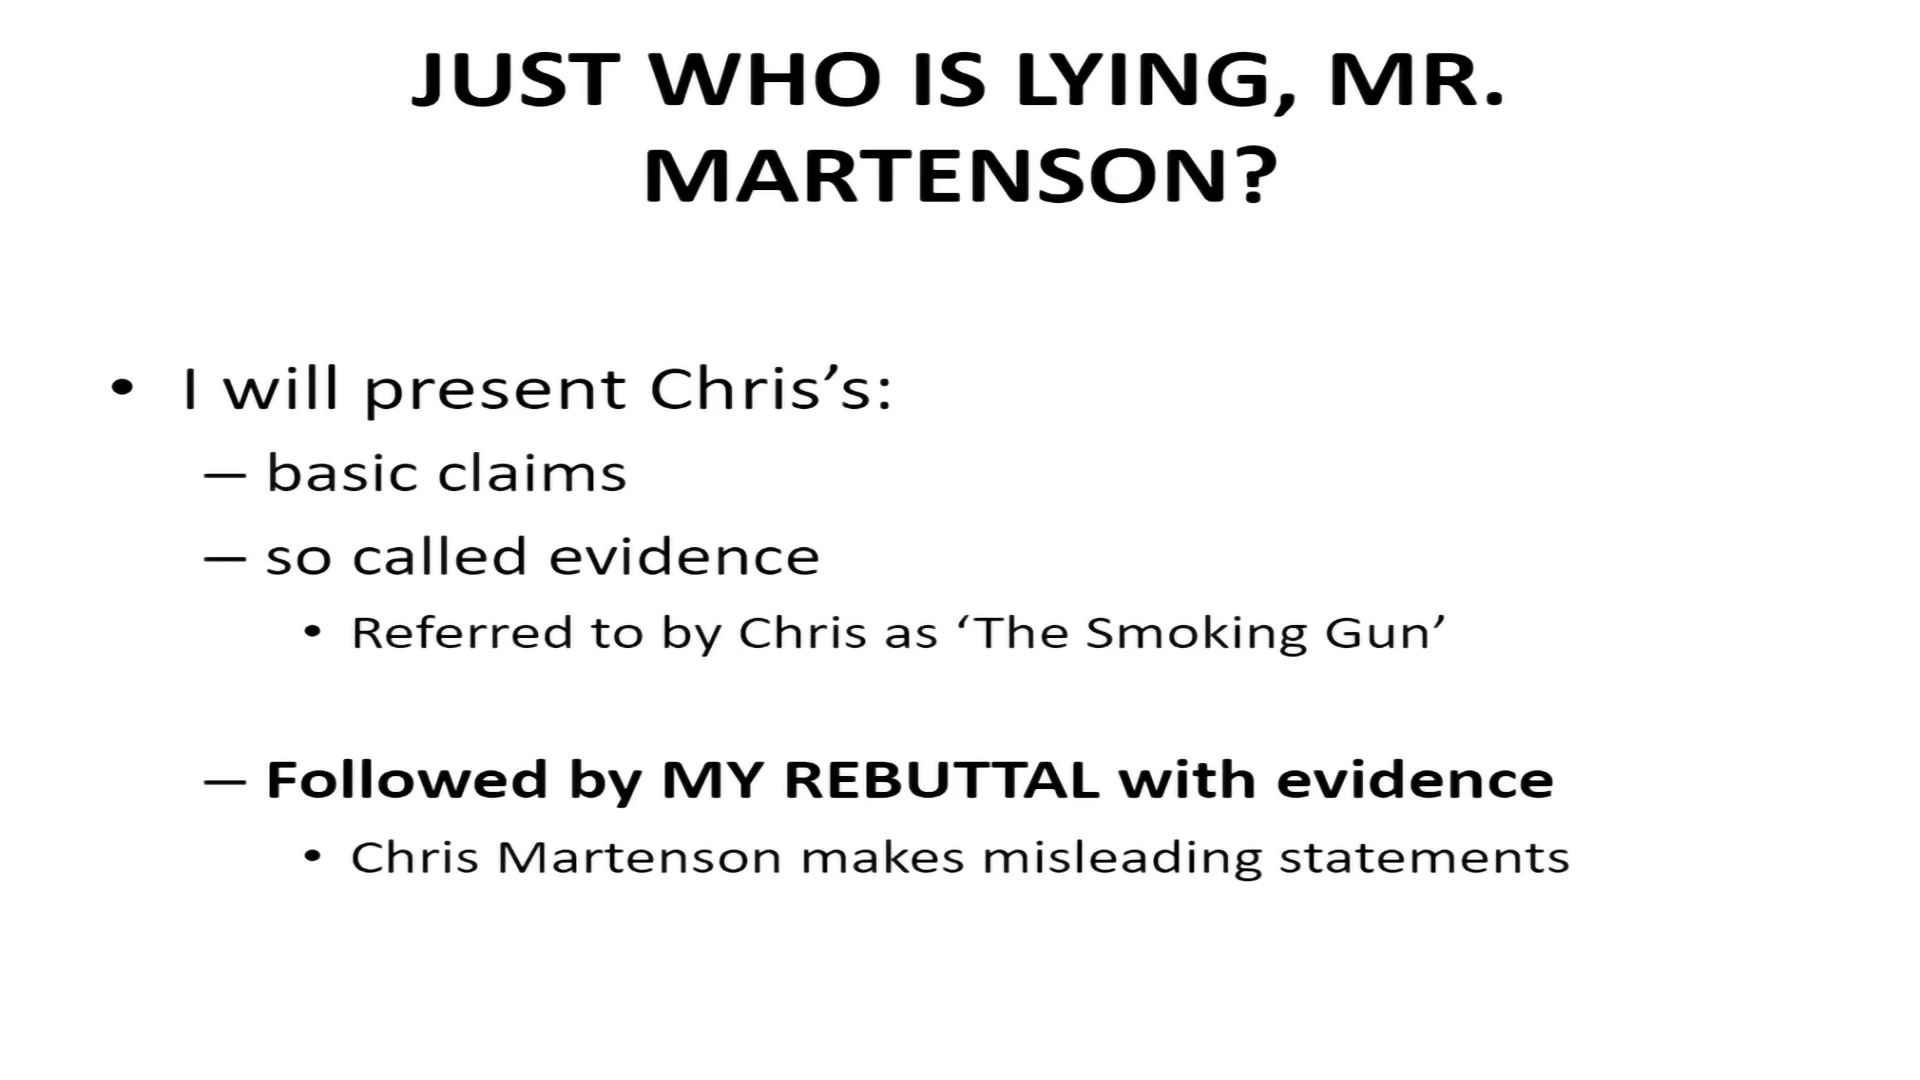 JUST WHO IS LYING, MR.
MARTENSON?
• I will present Chris’s:
– basic claims
– so called evidence
• Referred to by Chris as ‘The Smoking Gun’
– Followed by MY REBUTTAL with evidence
• Chris Martenson makes misleading statements